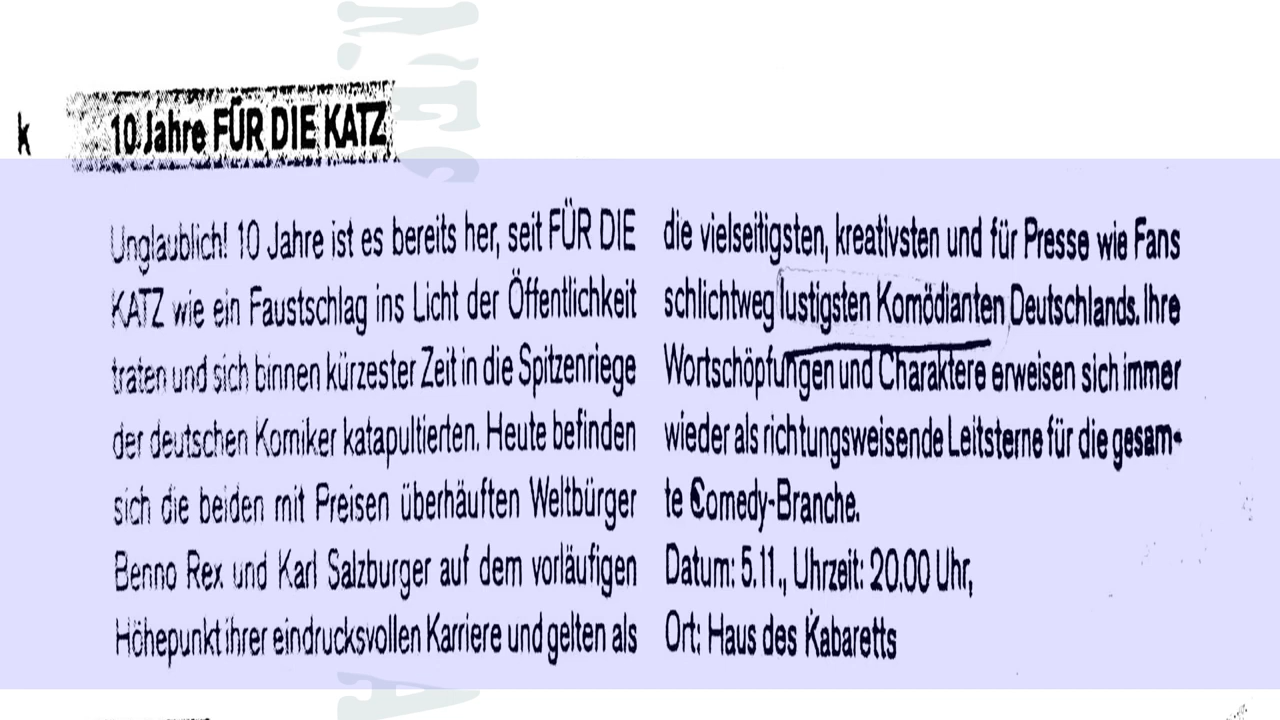 k
10 Jahre FÜR DIE KATZ
Unglaublich! 10 Jahre ist es bereits her, seit FÜR DIE
KATZ wie ein Faustschlag ins Licht der Öffentlichkeit
traten und sich binnen kürzester Zeit in die Spitzenriege
der deutschen Komiker katapultierten. Heute befinden
sich die beiden mit Preisen überhäuften Weltbürger
Benno Rex und Karl Salzburger auf dem vorläufigen
Höhepunkt ihrer eindrucksvollen Karriere und gelten als
die vielseitigsten, kreativsten und für Presse wie Fans
schlichtweg lustigsten Komödianten Deutschlands. Ihre
Wortschöpfungen und Charaktere erweisen sich immer
wieder als richtungsweisende Leitsterne für die gesam-
te Comedy-Branche.
Datum: 5.11., Uhrzeit: 20.00 Uhr,
Ort: Haus des Kabaretts